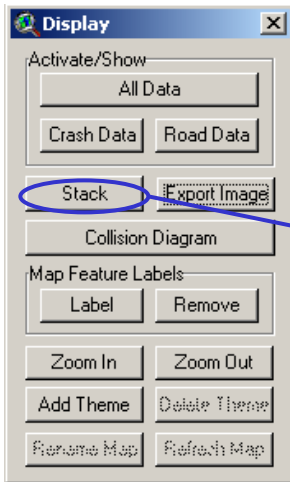 Display
Activate/Show
All Data
Crash Data Road Data
Stack Export Image
Collision Diagram
Map Feature Labels
Label Remove
Zoom In Zoom Out
Add Theme Delete Theme
Rename Map Refresh Map